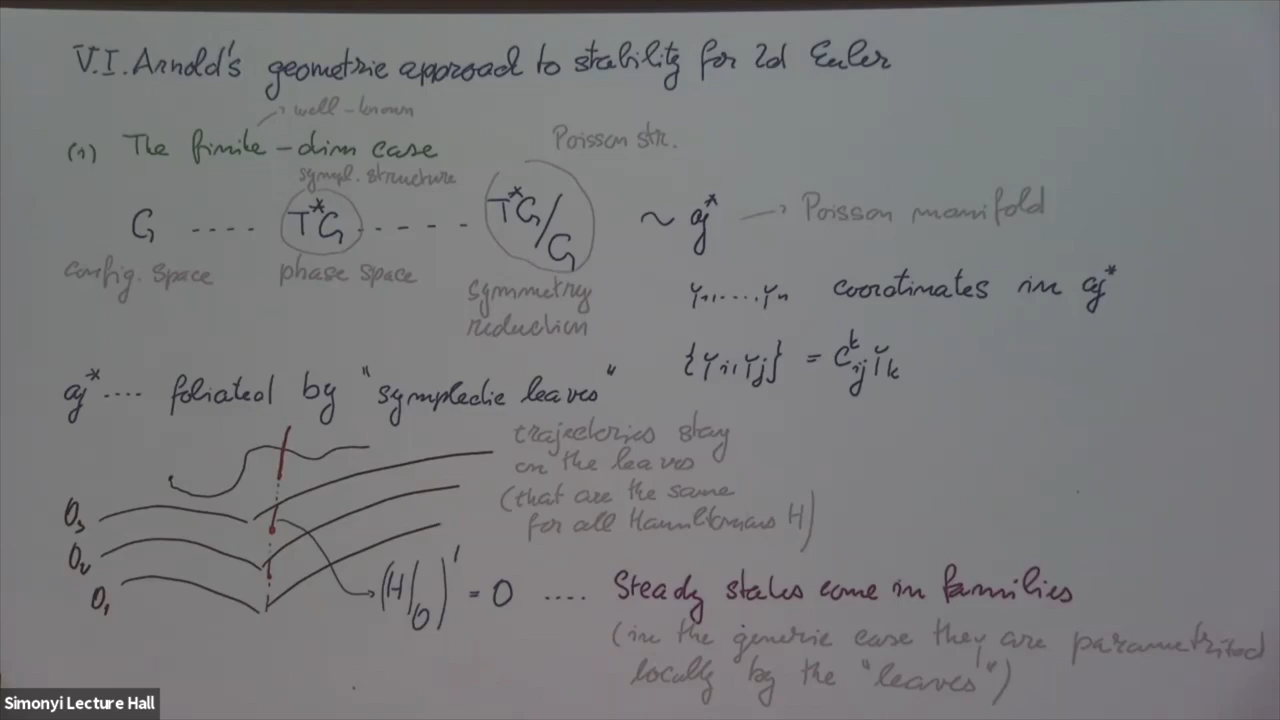 V.I. Arnold's geometric approach to stability for 2d Euler
→ well-known
(1) The finite-dim case
Poisson str.
sympl. structure
G .... T*G ..... T*G/G ~ g* → Poisson manifold
config. space phase space symmetry reduction
y₁, ..., yₙ coordinates in g*
{yᵢ, yⱼ} = cᵏᵢⱼ yₖ
g* .... foliated by "symplectic leaves"
trajectories stay
on the leaves
(that are the same
for all Hamiltonians H)
O₃
O₂
O₁
(H|_O)' = 0 .... Steady states come in families
(in the generic case they are parametrized
locally by the "leaves")
Simonyi Lecture Hall